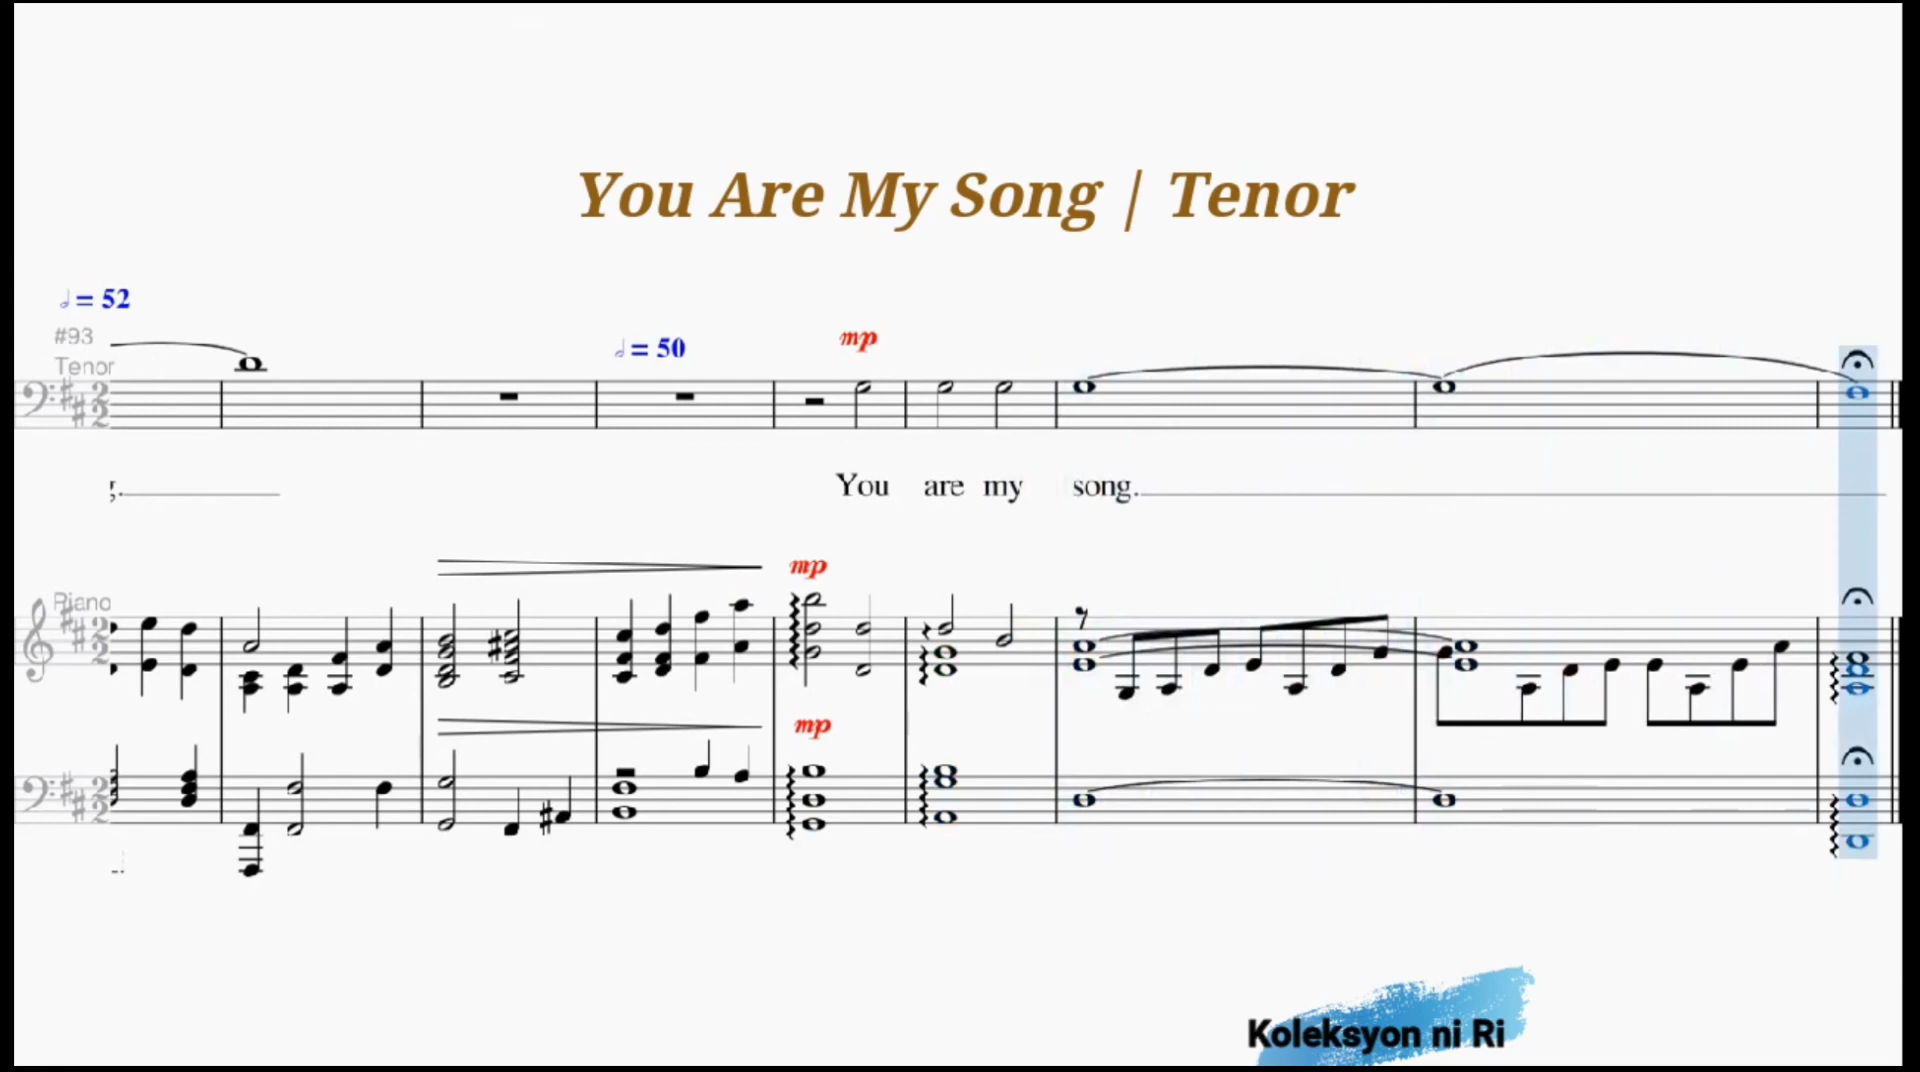 You Are My Song | Tenor
= 52
#93
Tenor
= 50
mp
You are my song.
Piano
mp
mp
Koleksyon ni Ri